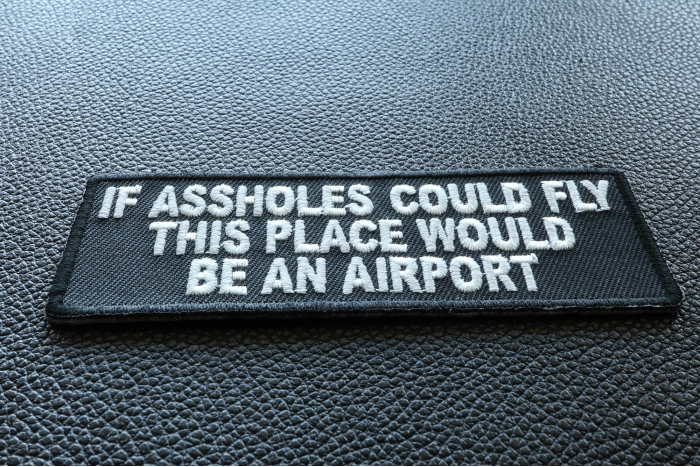 IF ASSHOLES COULD FLY
THIS PLACE WOULD
BE AN AIRPORT